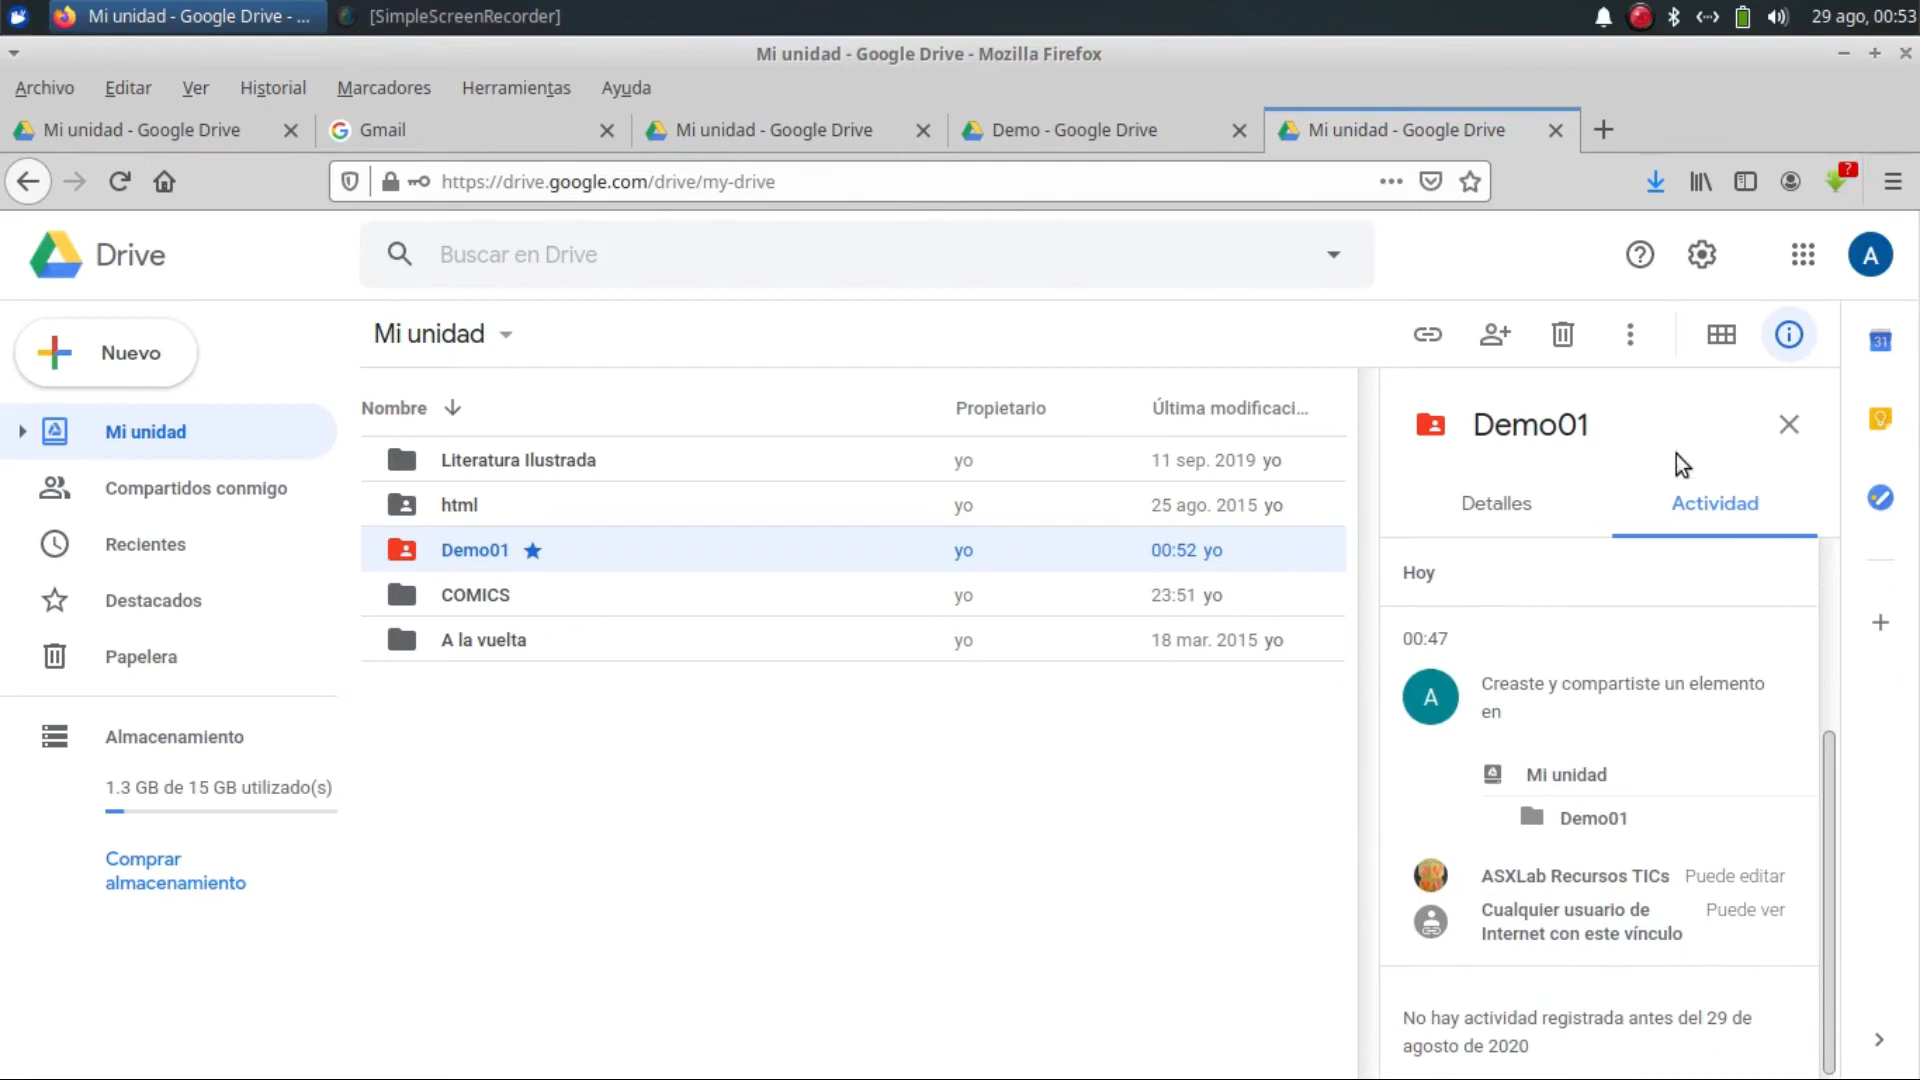 Mi unidad - Google Drive - ...
[SimpleScreenRecorder]
29 ago, 00:53
Mi unidad - Google Drive - Mozilla Firefox
Archivo Editar Ver Historial Marcadores Herramientas Ayuda
Mi unidad - Google Drive
Gmail
Mi unidad - Google Drive
Demo - Google Drive
Mi unidad - Google Drive
https://drive.google.com/drive/my-drive
?
Drive
Buscar en Drive
A
Nuevo
Mi unidad
Compartidos conmigo
Recientes
Destacados
Papelera
Almacenamiento
1.3 GB de 15 GB utilizado(s)
Comprar
almacenamiento
Mi unidad
Nombre Propietario Última modificaci...
Literatura Ilustrada yo 11 sep. 2019 yo
html yo 25 ago. 2015 yo
Demo01 yo 00:52 yo
COMICS yo 23:51 yo
A la vuelta yo 18 mar. 2015 yo
Demo01
Detalles Actividad
Hoy
00:47
A
Creaste y compartiste un elemento
en
Mi unidad
Demo01
ASXLab Recursos TICs Puede editar
Cualquier usuario de Puede ver
Internet con este vínculo
No hay actividad registrada antes del 29 de
agosto de 2020
31